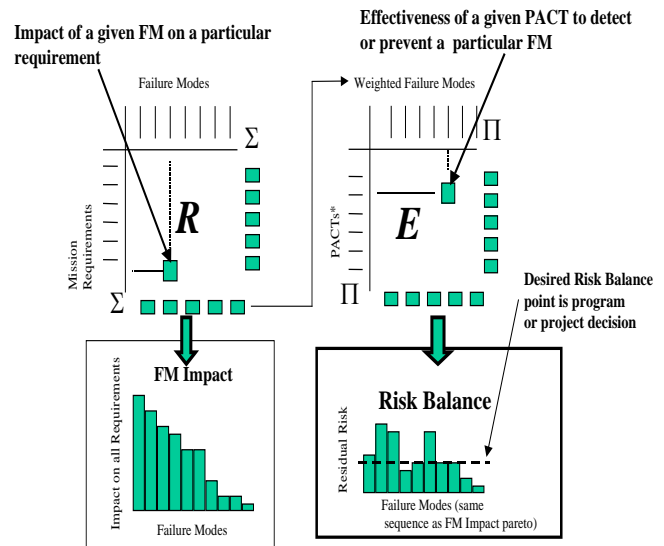 Impact of a given FM on a particular
requirement
Effectiveness of a given PACT to detect
or prevent a particular FM
Failure Modes
Weighted Failure Modes
Σ
Π
R
E
Mission
Requirements
PACTs*
Σ
Π
Desired Risk Balance
point is program
or project decision
FM Impact
Impact on all Requirements
Failure Modes
Risk Balance
Residual Risk
Failure Modes (same
sequence as FM Impact pareto)